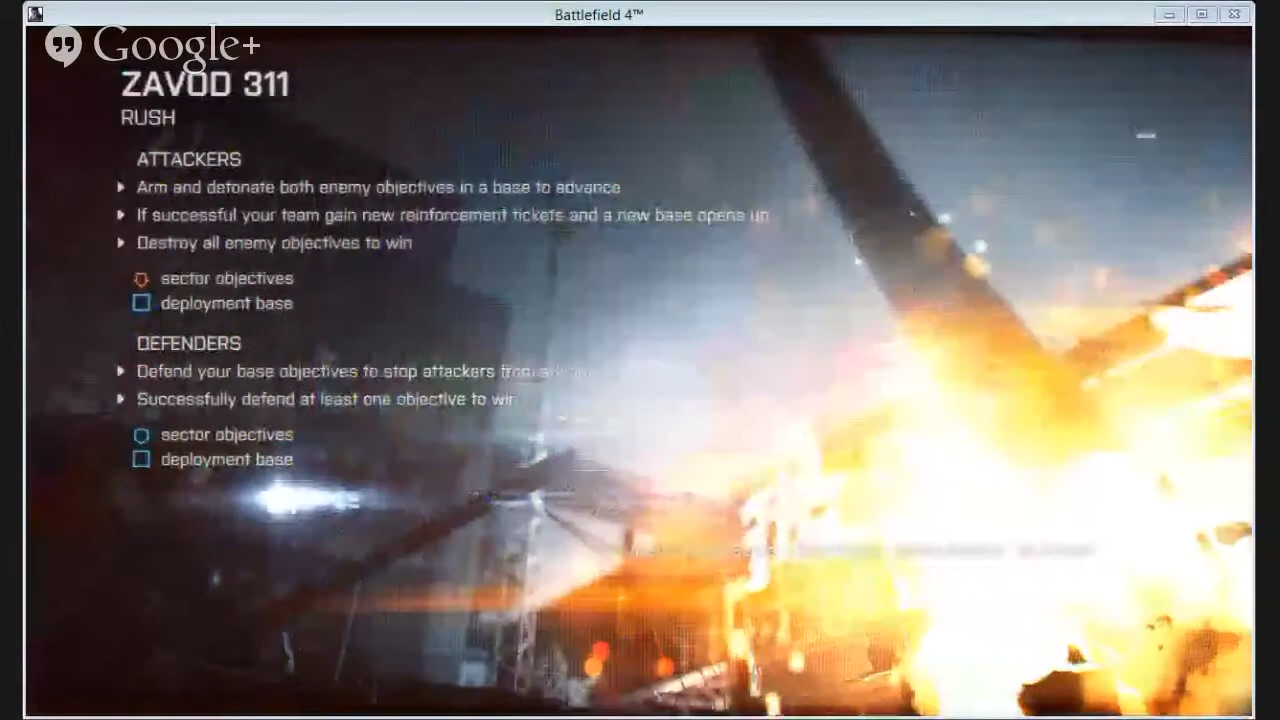 Battlefield 4™
Google+
ZAVOD 311
RUSH
ATTACKERS
Arm and detonate both enemy objectives in a base to advance
If successful your team gain new reinforcement tickets and a new base opens up
Destroy all enemy objectives to win
sector objectives
deployment base
DEFENDERS
Defend your base objectives to stop attackers from
Successfully defend at least one objective to win
sector objectives
deployment base